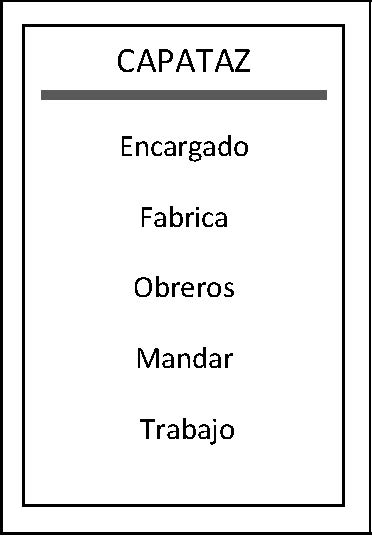 CAPATAZ
Encargado
Fabrica
Obreros
Mandar
Trabajo